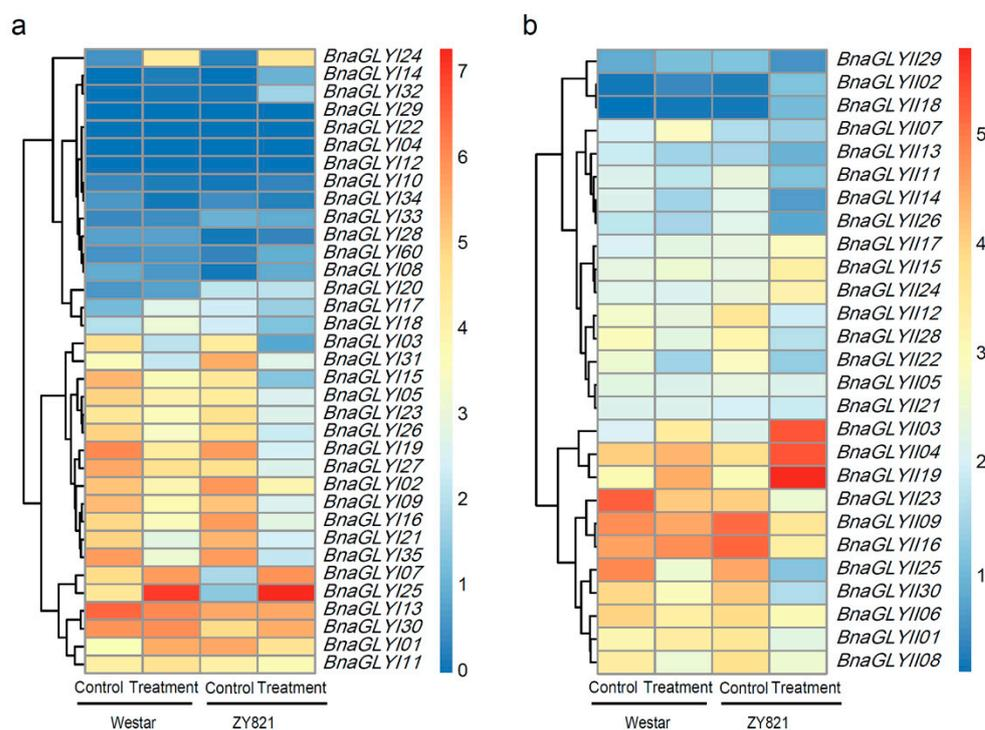 a
BnaGLYI24
BnaGLYI14
BnaGLYI32
BnaGLYI29
BnaGLYI22
BnaGLYI04
BnaGLYI12
BnaGLYI10
BnaGLYI34
BnaGLYI33
BnaGLYI28
BnaGLYI60
BnaGLYI08
BnaGLYI20
BnaGLYI17
BnaGLYI18
BnaGLYI03
BnaGLYI31
BnaGLYI15
BnaGLYI05
BnaGLYI23
BnaGLYI26
BnaGLYI19
BnaGLYI27
BnaGLYI02
BnaGLYI09
BnaGLYI16
BnaGLYI21
BnaGLYI35
BnaGLYI07
BnaGLYI25
BnaGLYI13
BnaGLYI30
BnaGLYI01
BnaGLYI11
7
6
5
4
3
2
1
0
Control Treatment Control Treatment
Westar ZY821
b
BnaGLYII29
BnaGLYII02
BnaGLYII18
BnaGLYII07
BnaGLYII13
BnaGLYII11
BnaGLYII14
BnaGLYII26
BnaGLYII17
BnaGLYII15
BnaGLYII24
BnaGLYII12
BnaGLYII28
BnaGLYII22
BnaGLYII05
BnaGLYII21
BnaGLYII03
BnaGLYII04
BnaGLYII19
BnaGLYII23
BnaGLYII09
BnaGLYII16
BnaGLYII25
BnaGLYII30
BnaGLYII06
BnaGLYII01
BnaGLYII08
5
4
3
2
1
Control Treatment Control Treatment
Westar ZY821